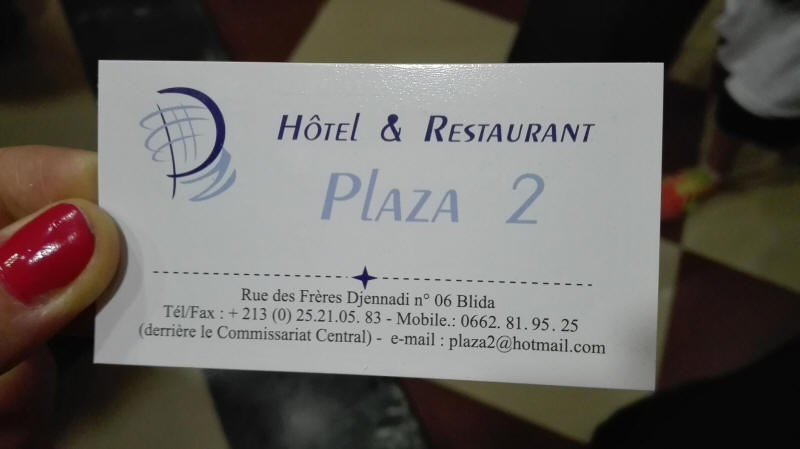 Hôtel & Restaurant
Plaza 2
Rue des Frères Djennadi n° 06 Blida
Tél/Fax : + 213 (0) 25.21.05. 83 - Mobile.: 0662. 81. 95. 25
(derrière le Commissariat Central) - e-mail : plaza2@hotmail.com